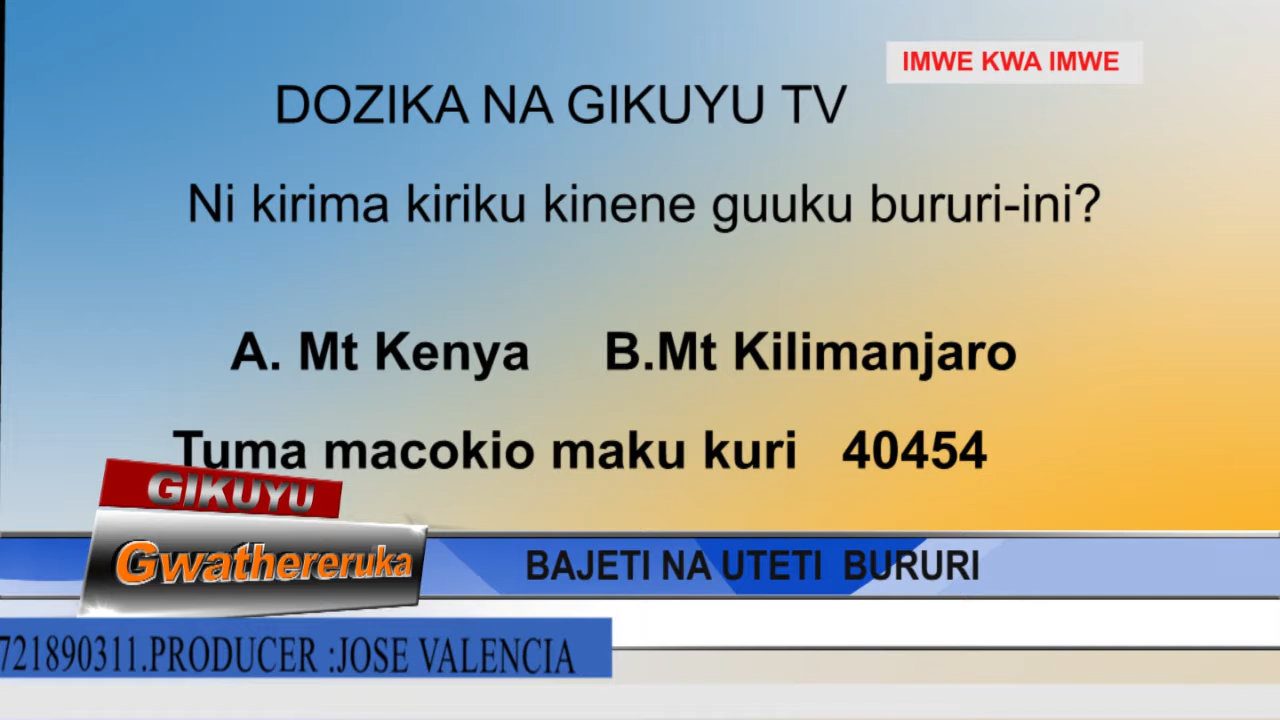 IMWE KWA IMWE
DOZIKA NA GIKUYU TV
Ni kirima kiriku kinene guuku bururi-ini?
A. Mt Kenya B.Mt Kilimanjaro
Tuma macokio maku kuri 40454
GIKUYU
Gwathereruka
BAJETI NA UTETI BURURI
721890311.PRODUCER :JOSE VALENCIA